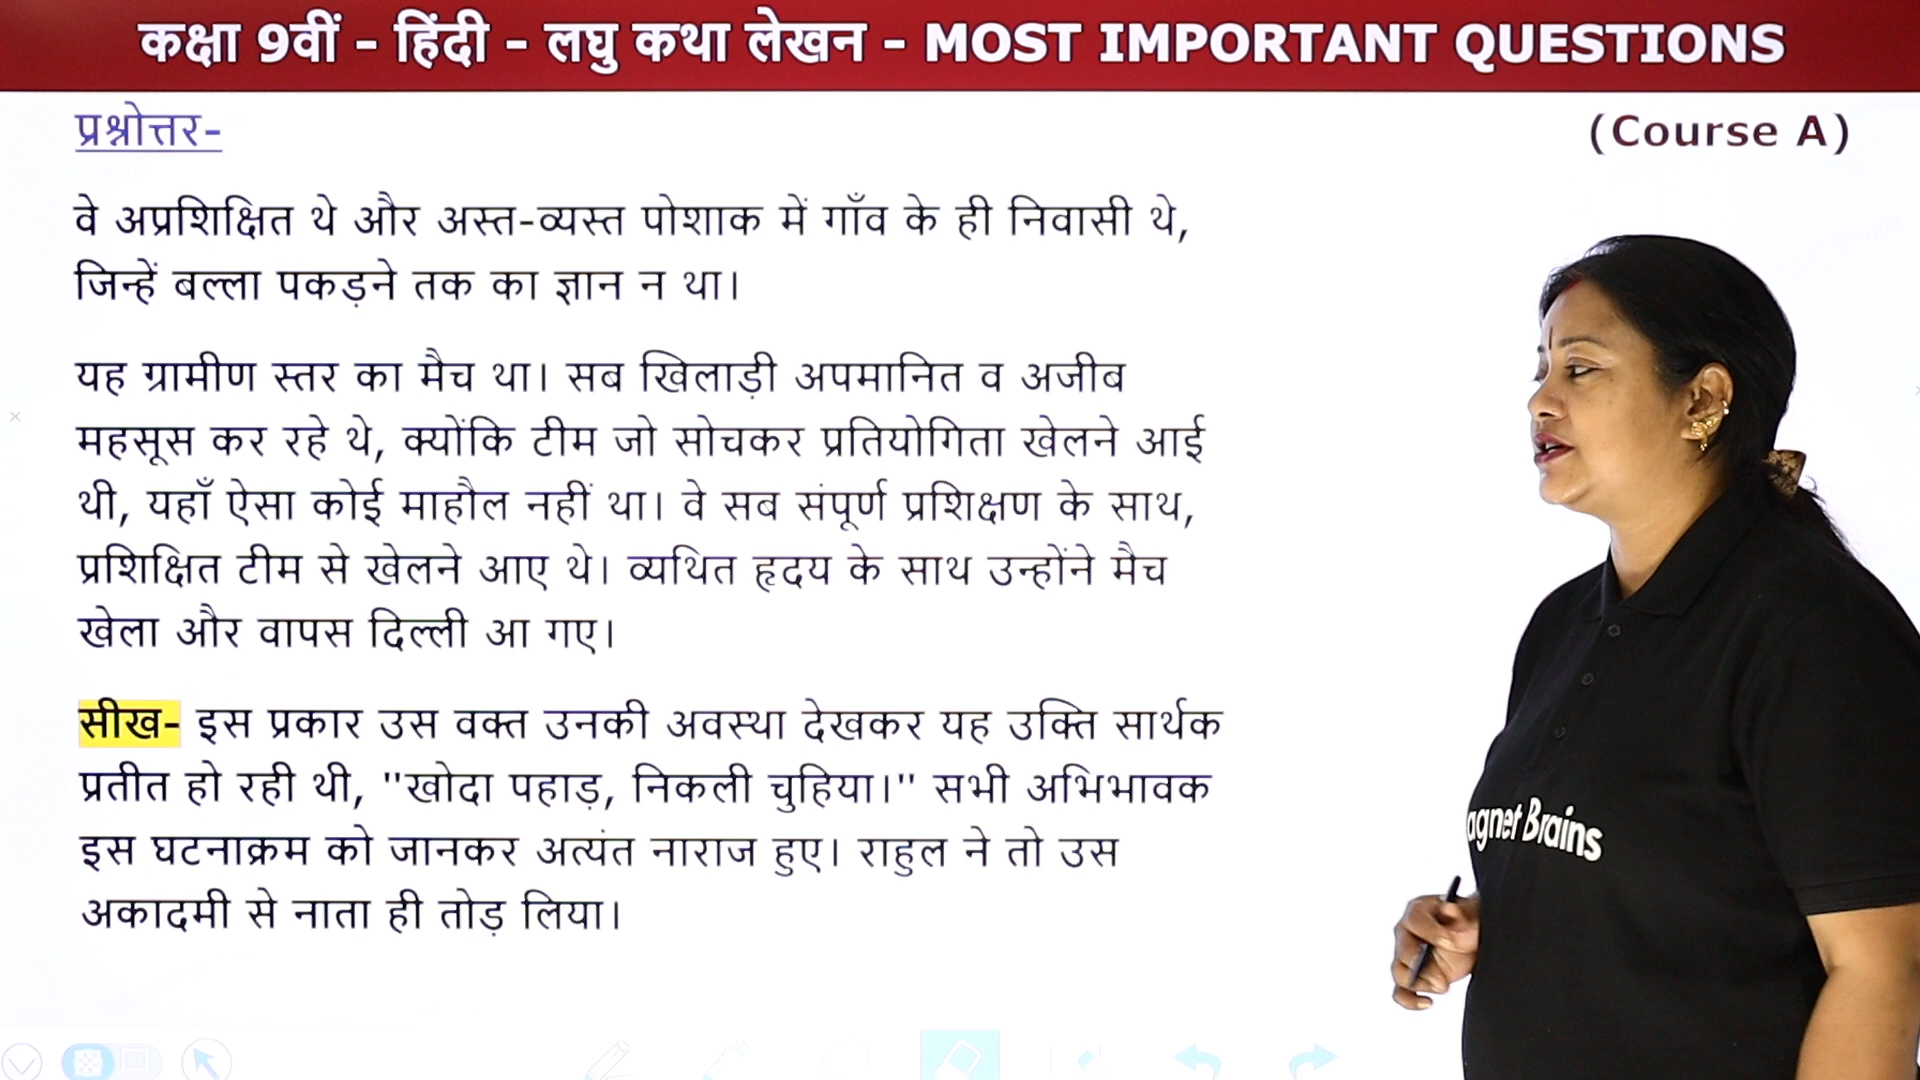 कक्षा 9वीं - हिंदी - लघु कथा लेखन - MOST IMPORTANT QUESTIONS
प्रश्नोत्तर-
(Course A)
वे अप्रशिक्षित थे और अस्त-व्यस्त पोशाक में गाँव के ही निवासी थे,
जिन्हें बल्ला पकड़ने तक का ज्ञान न था।
यह ग्रामीण स्तर का मैच था। सब खिलाड़ी अपमानित व अजीब
महसूस कर रहे थे, क्योंकि टीम जो सोचकर प्रतियोगिता खेलने आई
थी, यहाँ ऐसा कोई माहौल नहीं था। वे सब संपूर्ण प्रशिक्षण के साथ,
प्रशिक्षित टीम से खेलने आए थे। व्यथित हृदय के साथ उन्होंने मैच
खेला और वापस दिल्ली आ गए।
सीख- इस प्रकार उस वक्त उनकी अवस्था देखकर यह उक्ति सार्थक
प्रतीत हो रही थी, "खोदा पहाड़, निकली चुहिया।" सभी अभिभावक
इस घटनाक्रम को जानकर अत्यंत नाराज हुए। राहुल ने तो उस
अकादमी से नाता ही तोड़ लिया।
agnet Brains